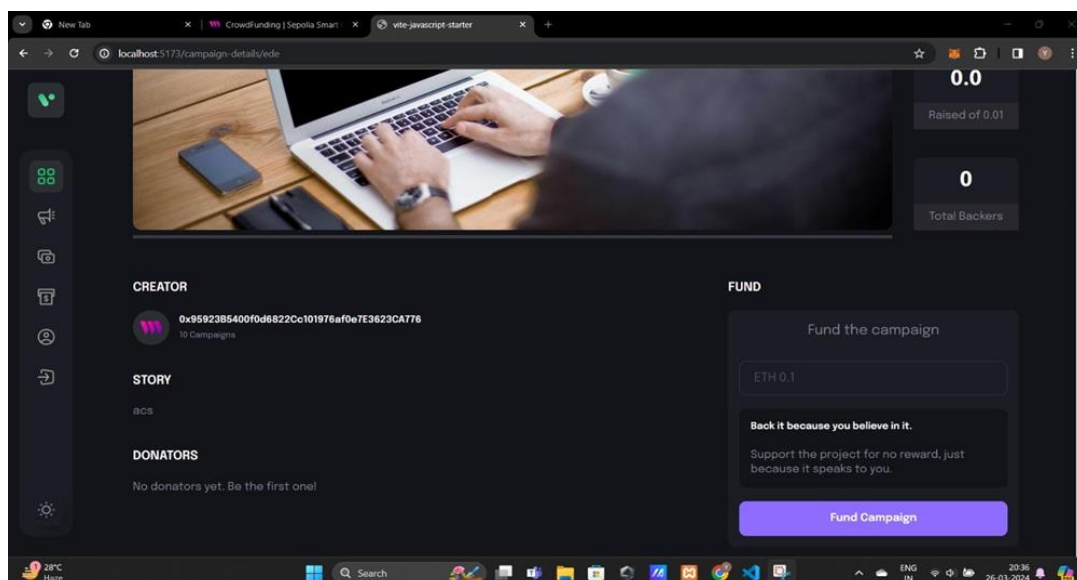 New Tab
CrowdFunding | Sepolia Smart
vite-javascript-starter
localhost:5173/campaign-details/ede
0.0
Raised of 0.01
0
Total Backers
CREATOR
FUND
0x95923B5400f0d6822Cc101976af0e7E3623CA776
10 Campaigns
Fund the campaign
ETH 0.1
STORY
acs
Back it because you believe in it.
Support the project for no reward, just
because it speaks to you.
DONATORS
No donators yet. Be the first one!
Fund Campaign
28°C
Haze
Search
ENG
IN
20:36
26-03-2024